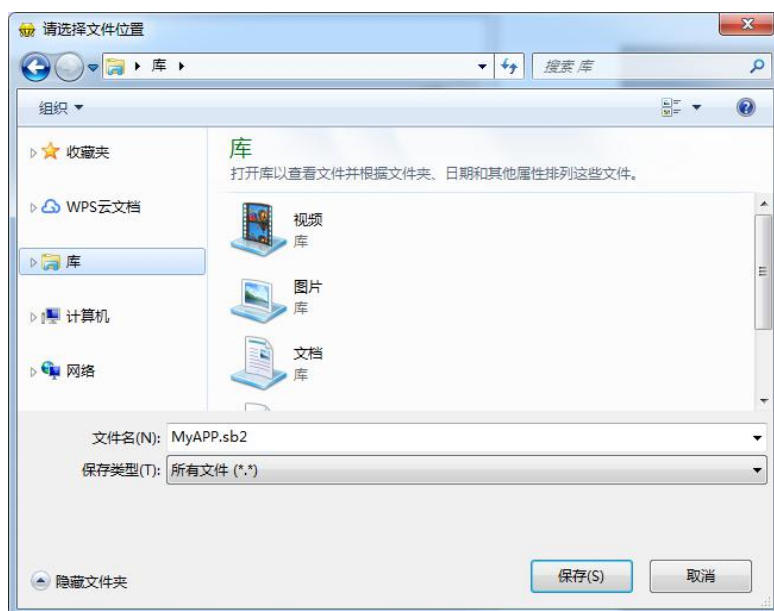 请选择文件位置
库
搜索 库
组织
收藏夹
WPS云文档
库
计算机
网络
库
打开库以查看文件并根据文件夹、日期和其他属性排列这些文件。
视频
库
图片
库
文档
库
文件名(N): MyAPP.sb2
保存类型(T): 所有文件 (*.*)
隐藏文件夹
保存(S)
取消